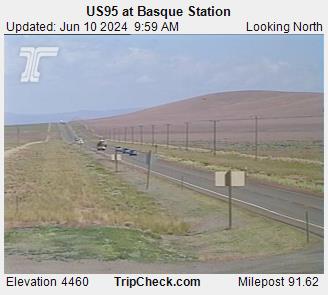 US95 at Basque Station
Updated: Jun 10 2024 9:59 AM Looking North
Elevation 4460 TripCheck.com Milepost 91.62